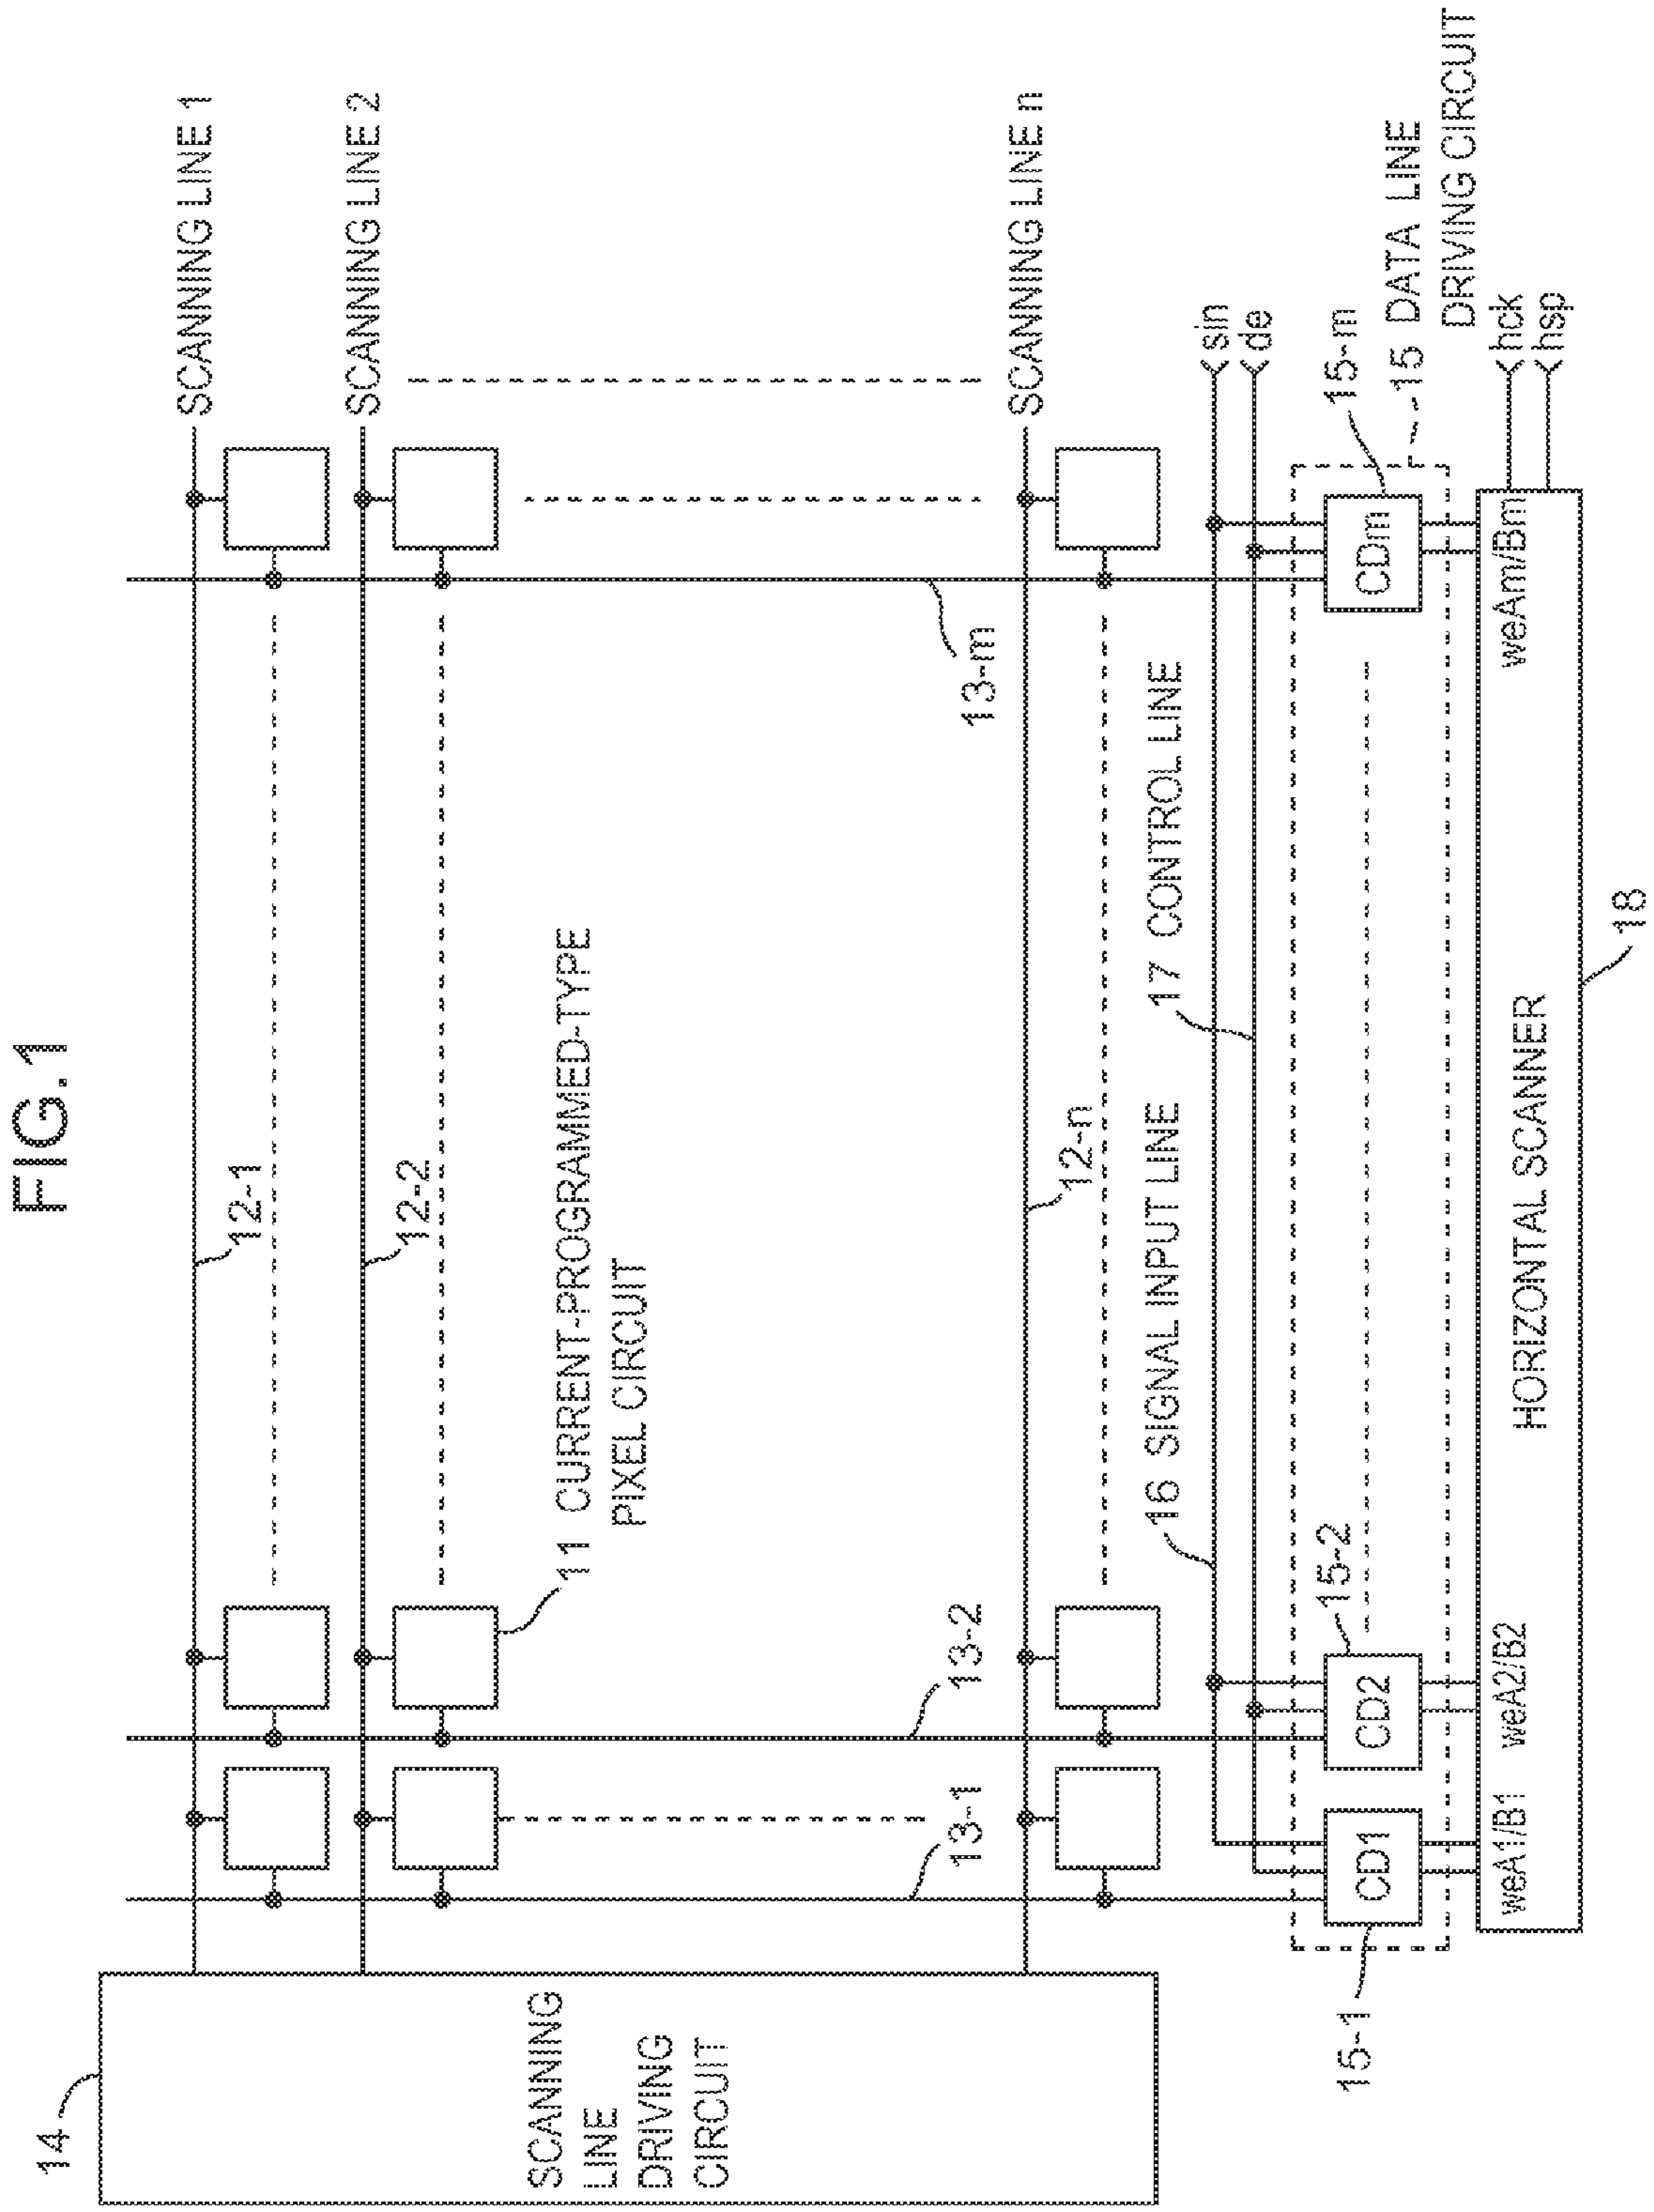 FIG.1
14
SCANNING
LINE
DRIVING
CIRCUIT
SCANNING LINE 1
12-1
SCANNING LINE 2
12-2
11 CURRENT-PROGRAMMED-TYPE
PIXEL CIRCUIT
13-1
13-2
13-m
SCANNING LINE n
12-n
16 SIGNAL INPUT LINE
17 CONTROL LINE
sin
de
15-1
CD1
15-2
CD2
15-m
CDm
15 DATA LINE
DRIVING CIRCUIT
weA1/B1
weA2/B2
weAm/Bm
hck
hsp
HORIZONTAL SCANNER
18